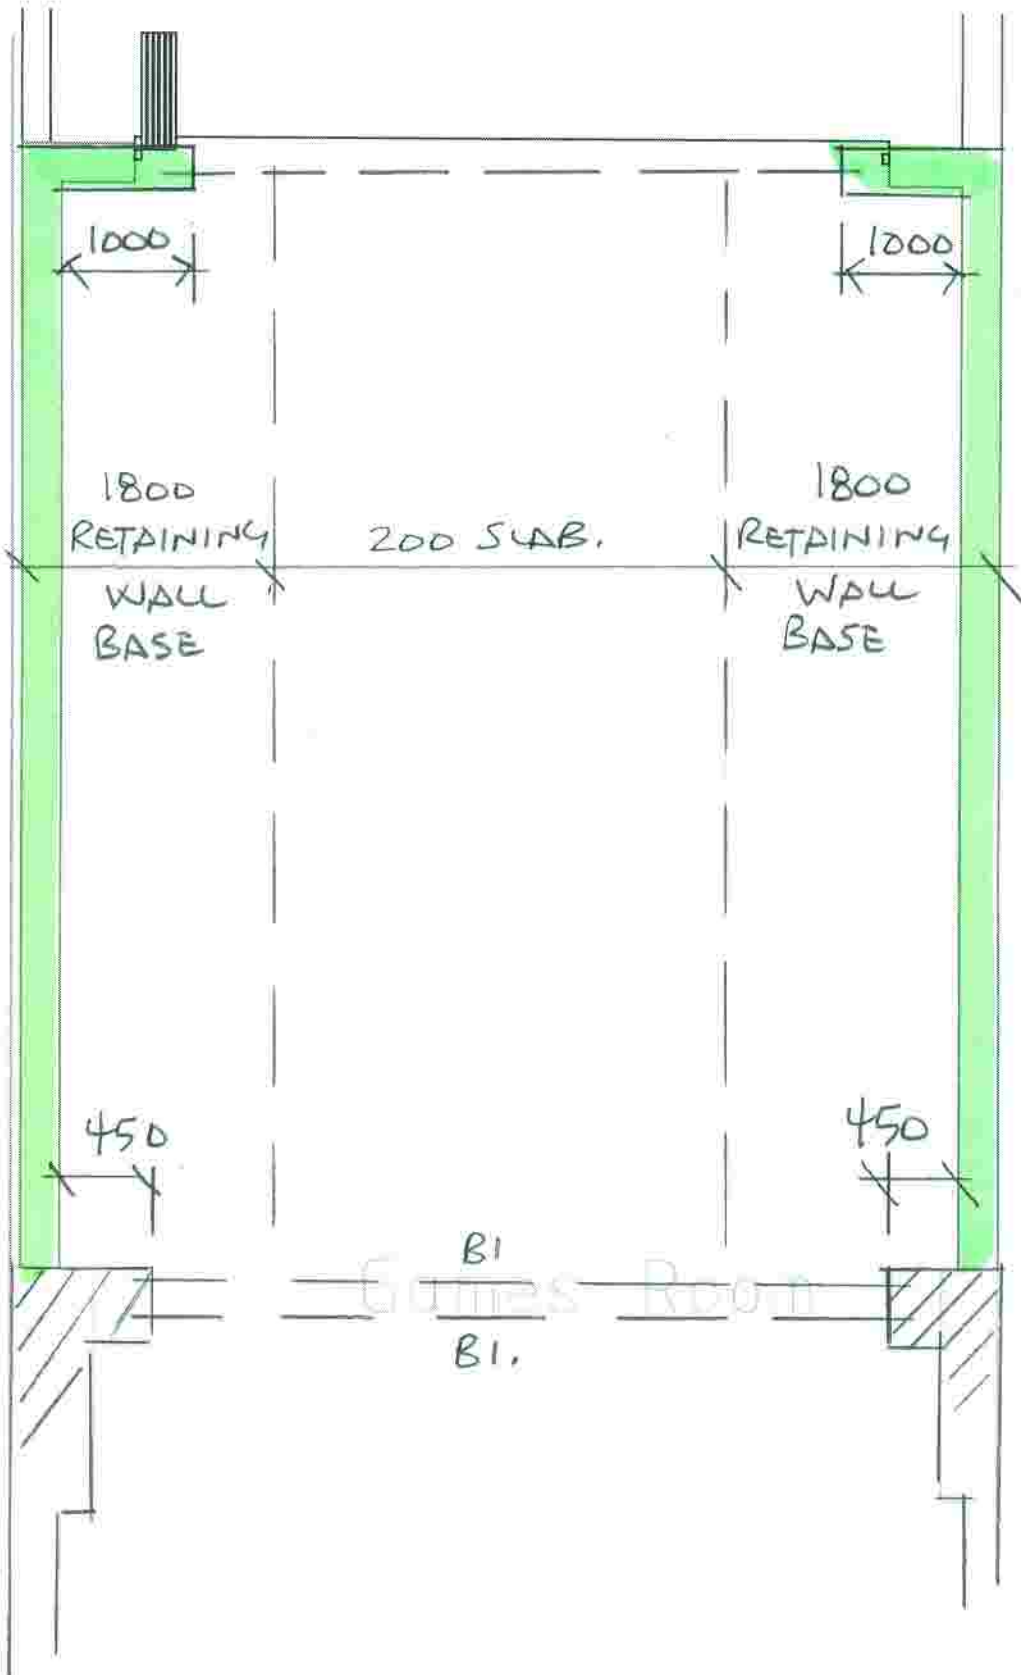 1000
1000
1800
RETAINING
WALL
BASE
200 SLAB.
1800
RETAINING
WALL
BASE
450
450
B1
Games Room
B1.